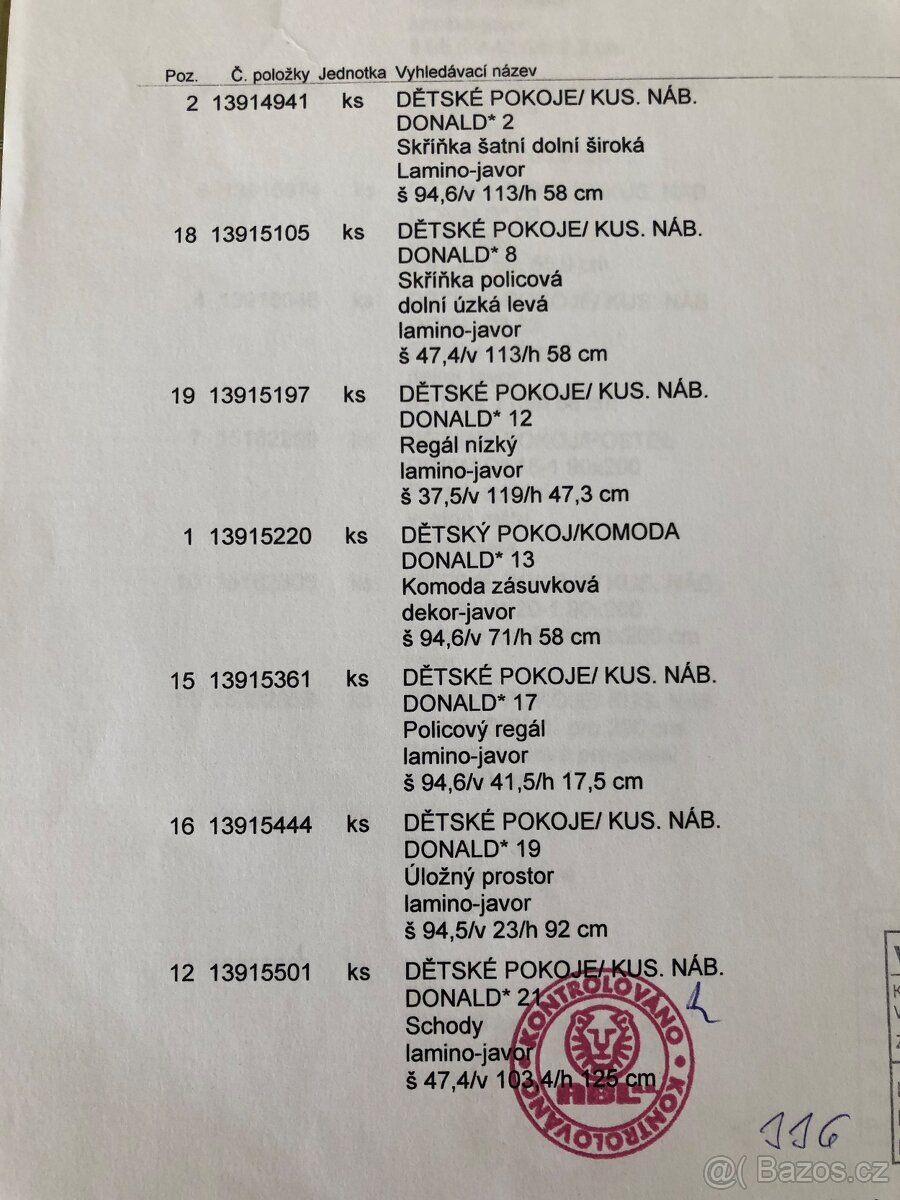 Poz. Č. položky Jednotka Vyhledávací název
2 13914941 ks DĚTSKÉ POKOJE/ KUS. NÁB.
DONALD* 2
Skříňka šatní dolní široká
Lamino-javor
š 94,6/v 113/h 58 cm
18 13915105 ks DĚTSKÉ POKOJE/ KUS. NÁB.
DONALD* 8
Skříňka policová
dolní úzká levá
lamino-javor
š 47,4/v 113/h 58 cm
19 13915197 ks DĚTSKÉ POKOJE/ KUS. NÁB.
DONALD* 12
Regál nízký
lamino-javor
š 37,5/v 119/h 47,3 cm
1 13915220 ks DĚTSKÝ POKOJ/KOMODA
DONALD* 13
Komoda zásuvková
dekor-javor
š 94,6/v 71/h 58 cm
15 13915361 ks DĚTSKÉ POKOJE/ KUS. NÁB.
DONALD* 17
Policový regál
lamino-javor
š 94,6/v 41,5/h 17,5 cm
16 13915444 ks DĚTSKÉ POKOJE/ KUS. NÁB.
DONALD* 19
Úložný prostor
lamino-javor
š 94,5/v 23/h 92 cm
12 13915501 ks DĚTSKÉ POKOJE/ KUS. NÁB.
DONALD* 21
Schody
lamino-javor
š 47,4/v 103,4/h 125 cm
KONTROLOVÁNO • KONTROLOVÁNO •
ABL
116
@( Bazos.cz